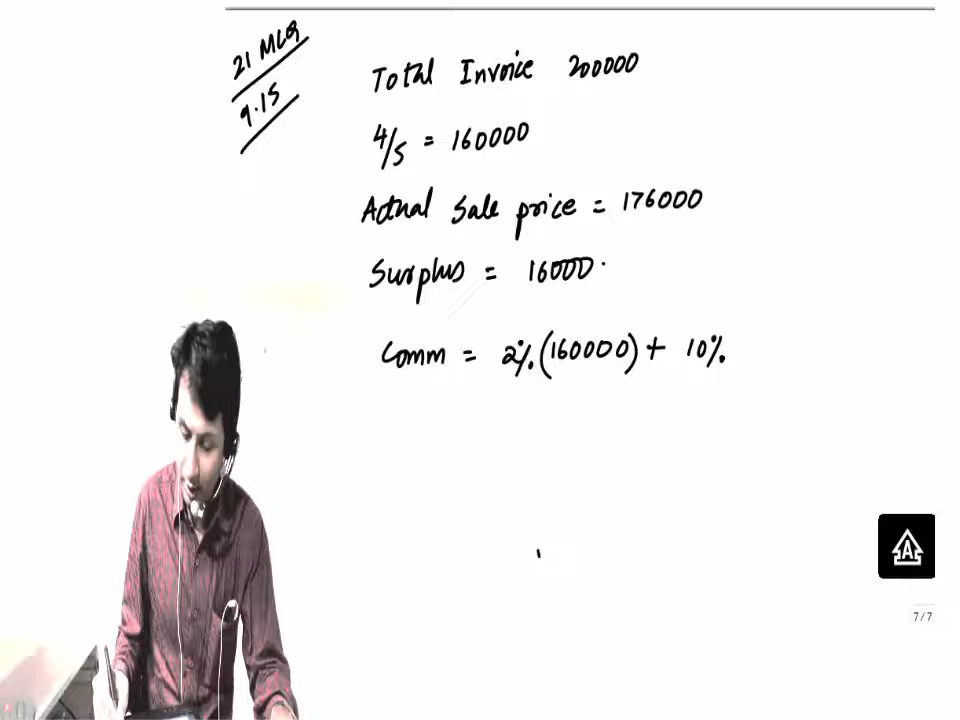 21 MCQ
9.15
Total Invoice 200000
4/5 = 160000
Actual Sale price = 176000
Surplus = 16000.
Comm = 2%(160000) + 10%.
A
7/7